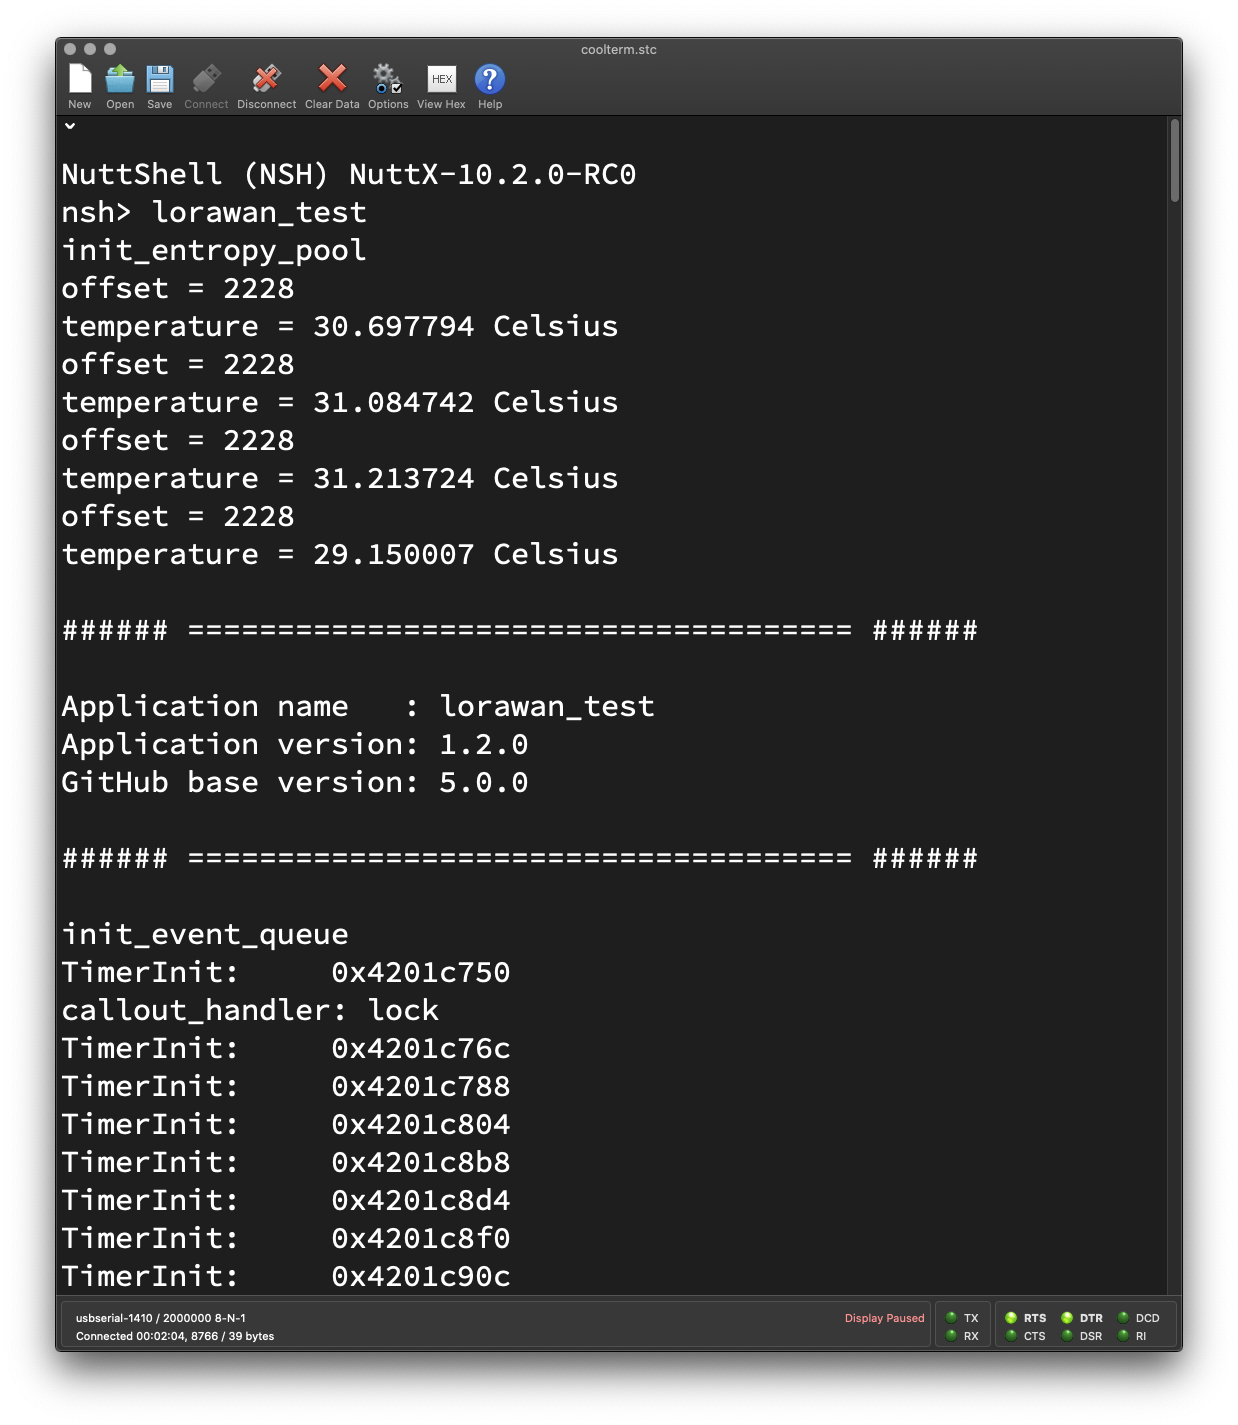 coolterm.stc
New Open Save Connect Disconnect Clear Data Options View Hex Help
HEX
NuttShell (NSH) NuttX-10.2.0-RC0
nsh> lorawan_test
init_entropy_pool
offset = 2228
temperature = 30.697794 Celsius
offset = 2228
temperature = 31.084742 Celsius
offset = 2228
temperature = 31.213724 Celsius
offset = 2228
temperature = 29.150007 Celsius
###### ===================================== ######
Application name   : lorawan_test
Application version: 1.2.0
GitHub base version: 5.0.0
###### ===================================== ######
init_event_queue
TimerInit:     0x4201c750
callout_handler: lock
TimerInit:     0x4201c76c
TimerInit:     0x4201c788
TimerInit:     0x4201c804
TimerInit:     0x4201c8b8
TimerInit:     0x4201c8d4
TimerInit:     0x4201c8f0
TimerInit:     0x4201c90c
usbserial-1410 / 2000000 8-N-1 Display Paused TX RTS DTR DCD
Connected 00:02:04, 8766 / 39 bytes RX CTS DSR RI